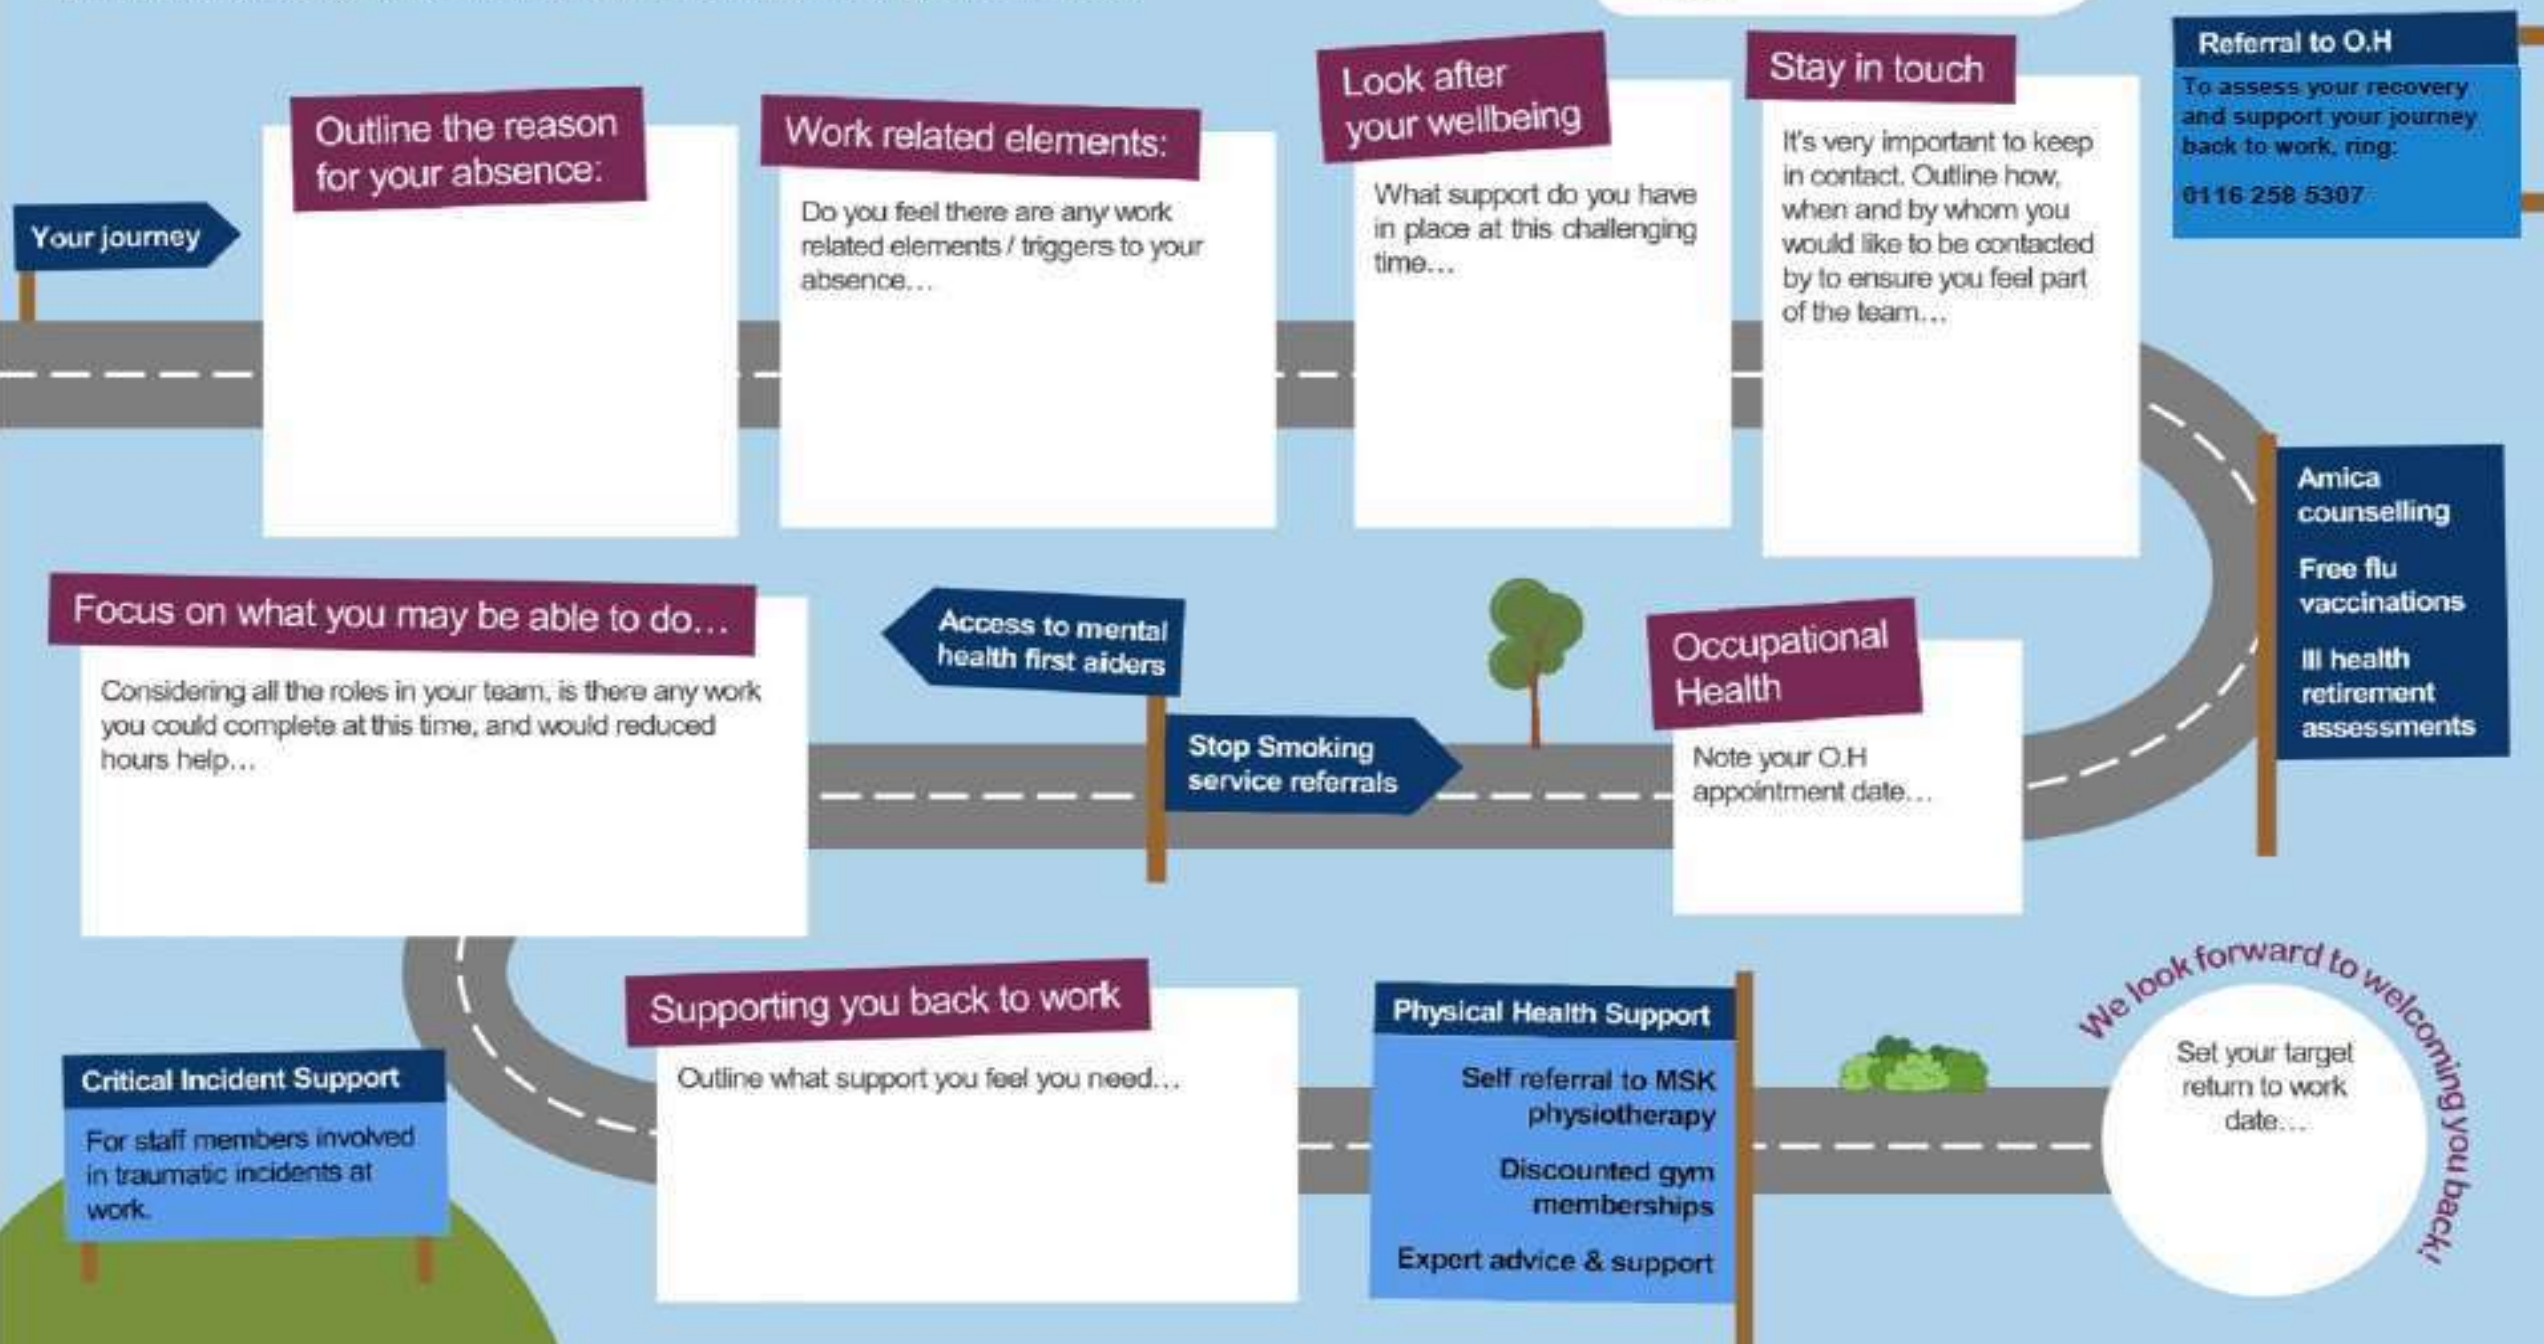 Your journey
Outline the reason
for your absence:
Work related elements:
Do you feel there are any work
related elements / triggers to your
absence...
Look after
your wellbeing
What support do you have
in place at this challenging
time...
Stay in touch
It's very important to keep
in contact. Outline how,
when and by whom you
would like to be contacted
by to ensure you feel part
of the team...
Referral to O.H
To assess your recovery
and support your journey
back to work, ring:
0116 258 5307
Amica
counselling
Free flu
vaccinations
Ill health
retirement
assessments
Occupational
Health
Note your O.H
appointment date...
Access to mental
health first aiders
Stop Smoking
service referrals
Focus on what you may be able to do...
Considering all the roles in your team, is there any work
you could complete at this time, and would reduced
hours help...
Critical Incident Support
For staff members involved
in traumatic incidents at
work.
Supporting you back to work
Outline what support you feel you need...
Physical Health Support
Self referral to MSK
physiotherapy
Discounted gym
memberships
Expert advice & support
We look forward to welcoming you back!
Set your target
return to work
date...